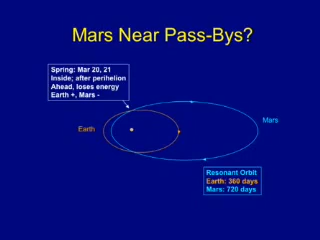 Mars Near Pass-Bys?
Spring: Mar 20, 21
Inside; after perihelion
Ahead, loses energy
Earth +, Mars -
Earth
Mars
Resonant Orbit
Earth: 360 days
Mars: 720 days